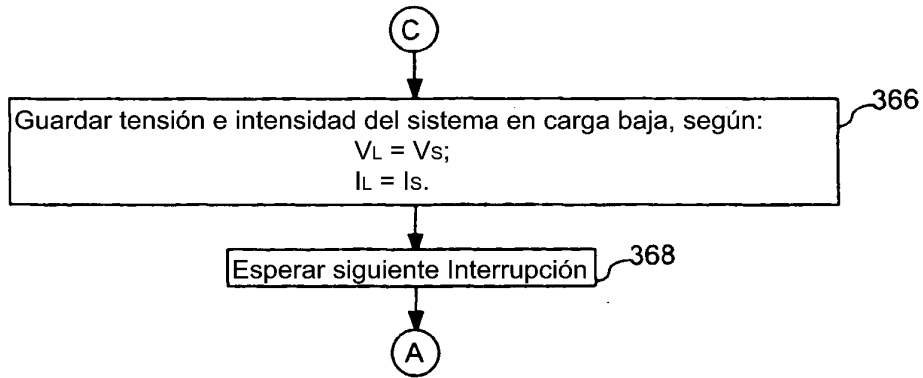 C
366
Guardar tensión e intensidad del sistema en carga baja, según:
VL = VS;
IL = IS.
Esperar siguiente Interrupción
368
A